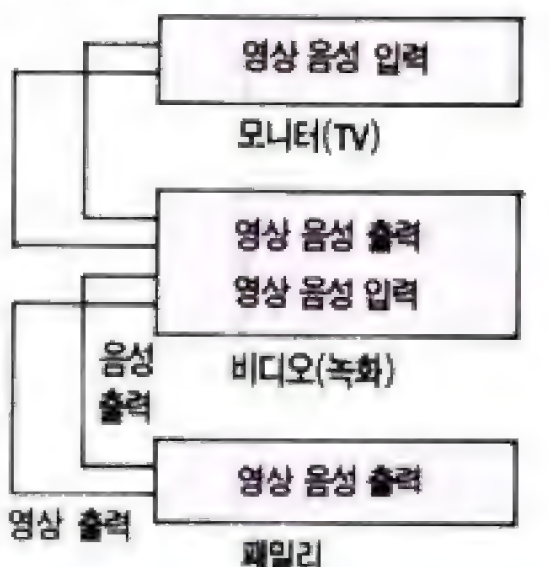 영상 음성 입력
모니터(TV)
영상 음성 출력
영상 음성 입력
음성
출력
비디오(녹화)
영상 음성 출력
영상 출력
패밀리